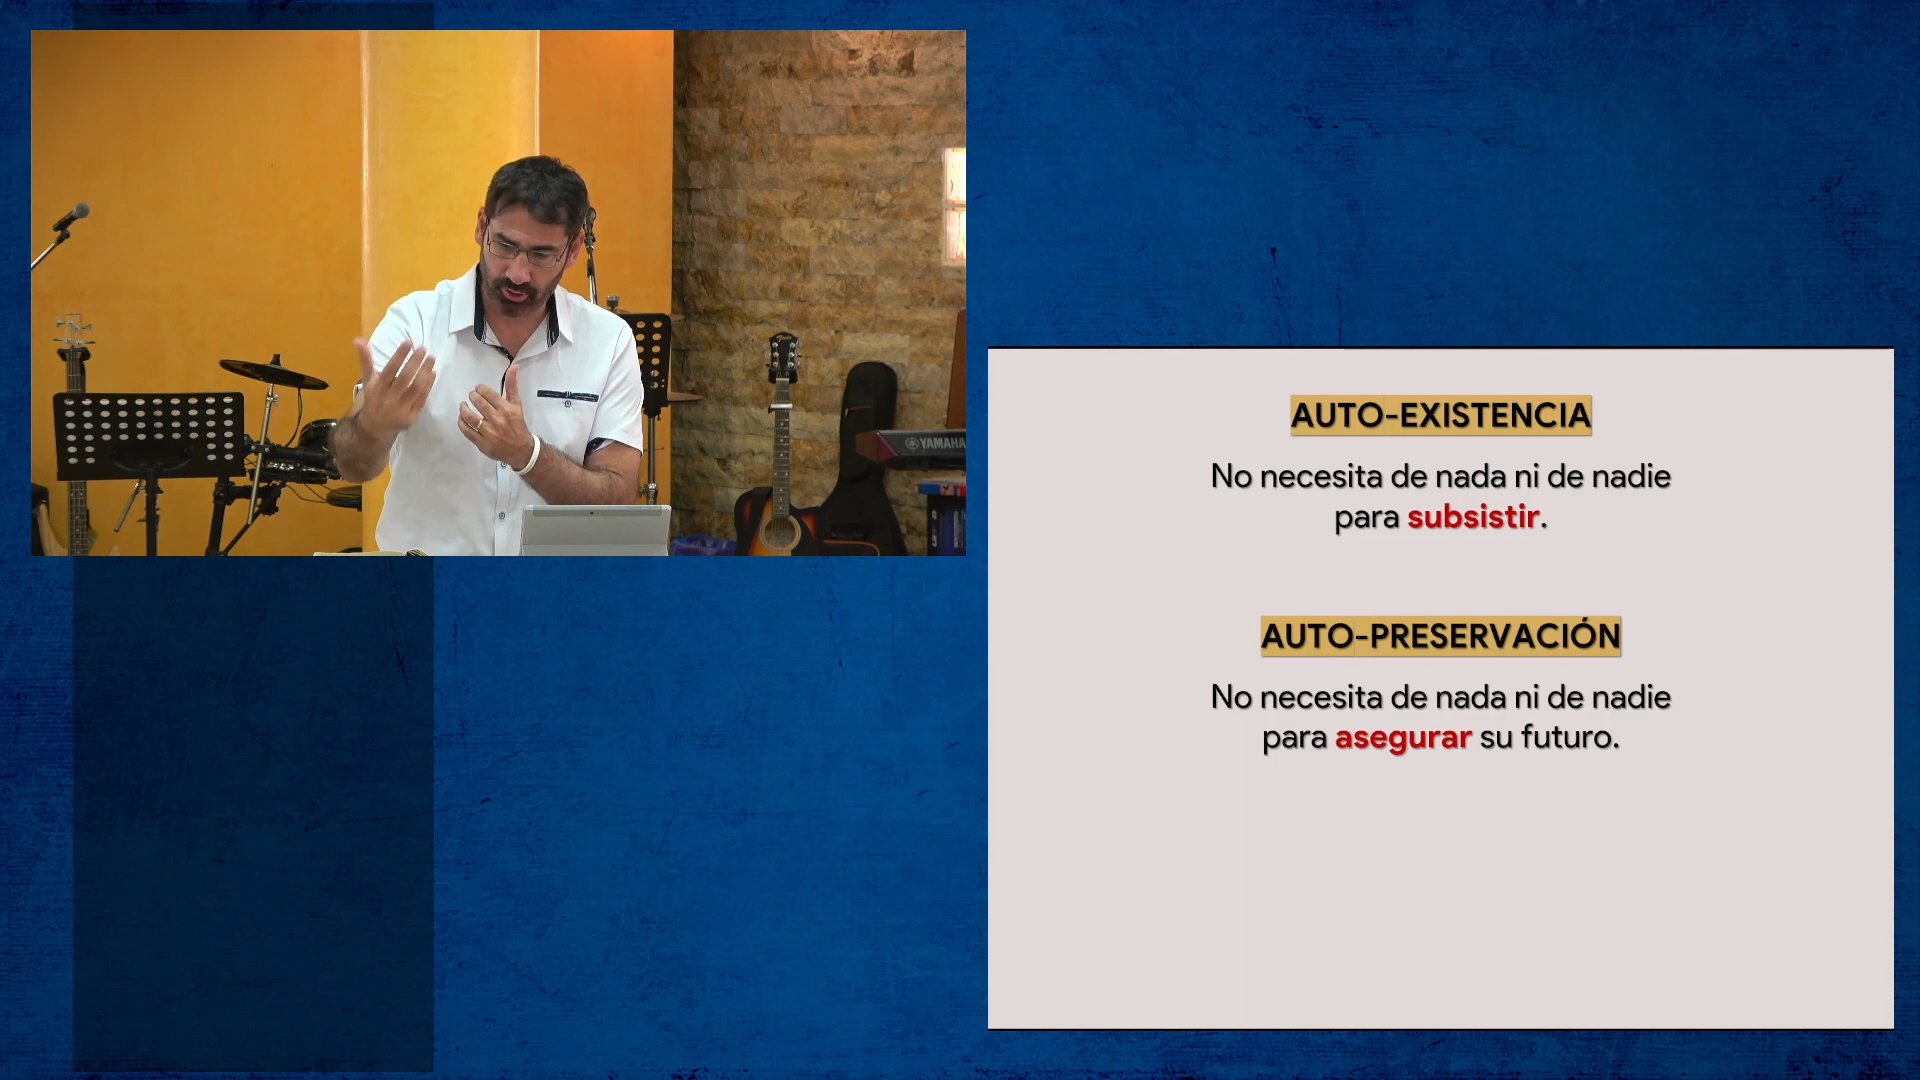 YAMAHA
AUTO-EXISTENCIA
No necesita de nada ni de nadie
para subsistir.
AUTO-PRESERVACIÓN
No necesita de nada ni de nadie
para asegurar su futuro.